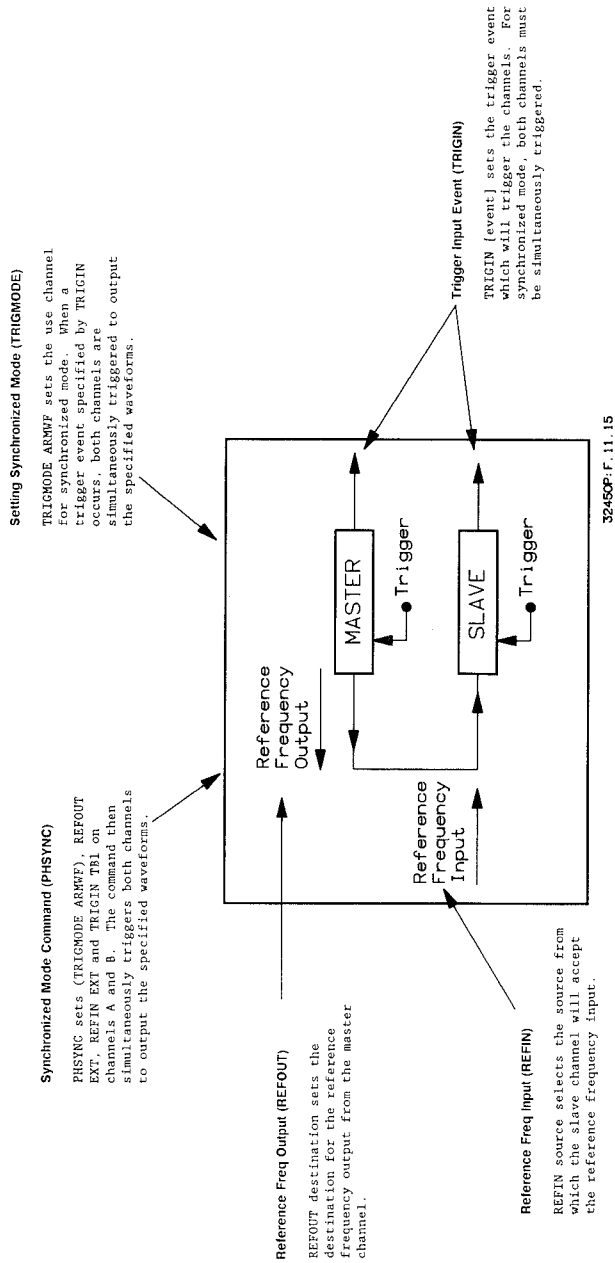 Synchronized Mode Command (PHSYNC)
PHSYNC sets (TRIGMODE ARMWF), REFOUT
EXT, REFIN EXT and TRIGIN TB1 on
channels A and B. The command then
simultaneously triggers both channels
to output the specified waveforms.
Setting Synchronized Mode (TRIGMODE)
TRIGMODE ARMWF sets the use channel
for synchronized mode. When a
trigger event specified by TRIGIN
occurs, both channels are
simultaneously triggered to output
the specified waveforms.
Reference Freq Output (REFOUT)
REFOUT destination sets the
destination for the reference
frequency output from the master
channel.
Reference Freq Input (REFIN)
REFIN source selects the source from
which the slave channel will accept
the reference frequency input.
Reference
Frequency
Output
MASTER
Trigger
Reference
Frequency
Input
SLAVE
Trigger
Trigger Input Event (TRIGIN)
TRIGIN [event] sets the trigger event
which will trigger the channels. For
synchronized mode, both channels must
be simultaneously triggered.
32450P:F.11.15